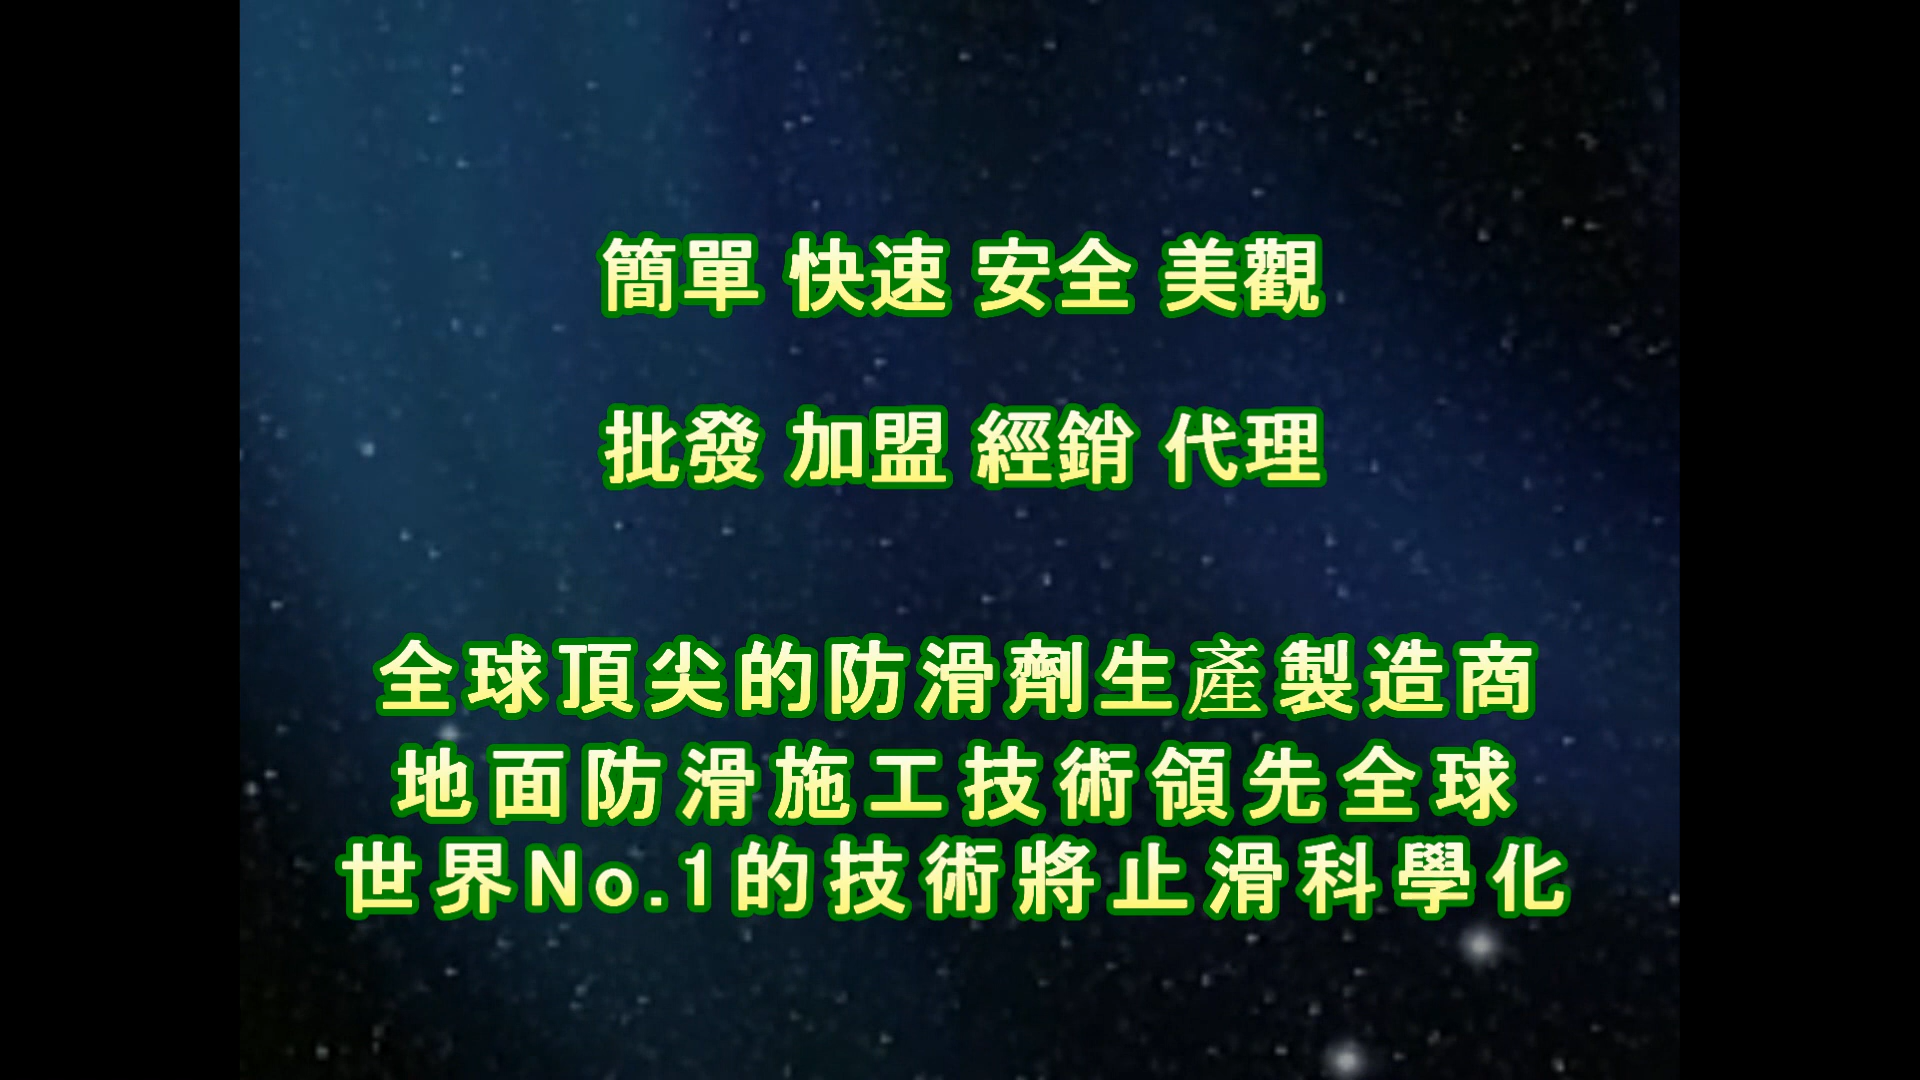 簡單 快速 安全 美觀
批發 加盟 經銷 代理
全球頂尖的防滑劑生產製造商
地面防滑施工技術領先全球
世界No.1的技術將止滑科學化